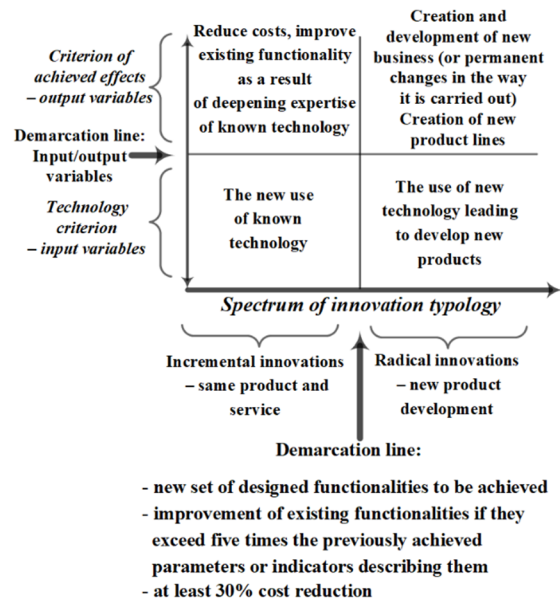 Criterion of
achieved effects
– output variables
Reduce costs, improve
existing functionality
as a result
of deepening expertise
of known technology
Creation and
development of new
business (or permanent
changes in the way
it is carried out)
Creation of new
product lines
Demarcation line:
Input/output
variables
Technology
criterion
– input variables
The new use
of known
technology
The use of new
technology leading
to develop new
products
Spectrum of innovation typology
Incremental innovations
– same product and
service
Radical innovations
– new product
development
Demarcation line:
- new set of designed functionalities to be achieved
- improvement of existing functionalities if they
exceed five times the previously achieved
parameters or indicators describing them
- at least 30% cost reduction